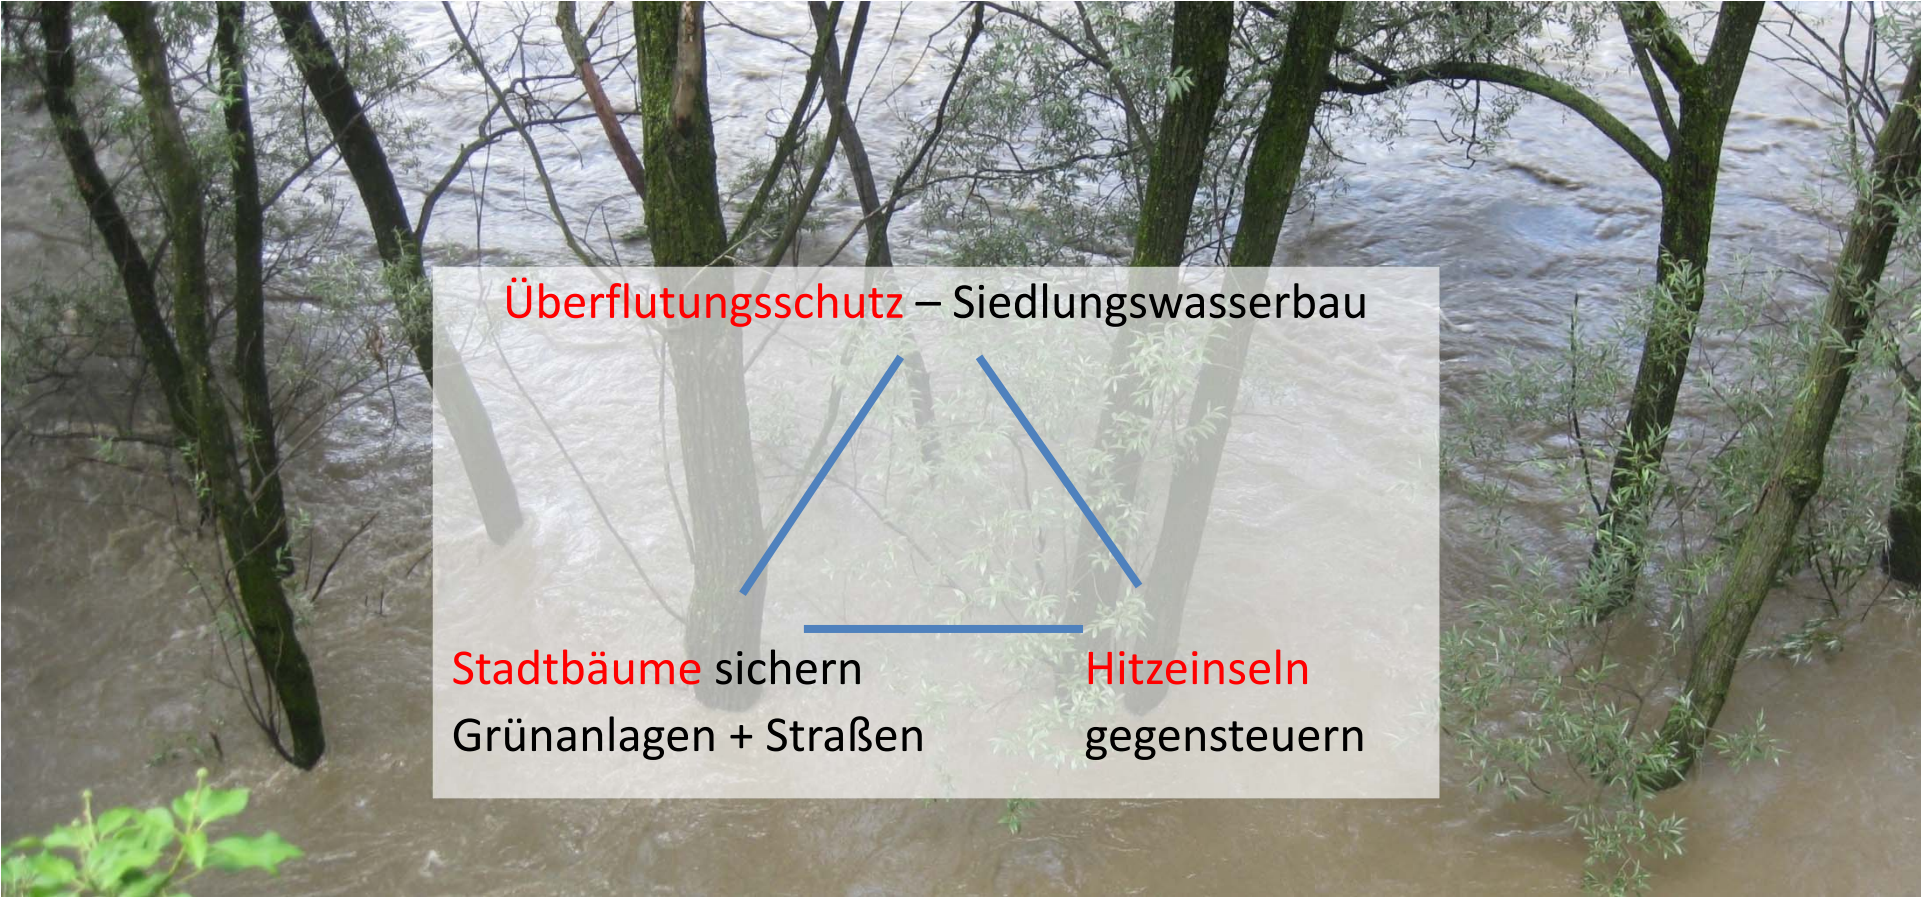 Überflutungsschutz – Siedlungswasserbau
Stadtbäume sichern
Grünanlagen + Straßen
Hitzeinseln
gegensteuern